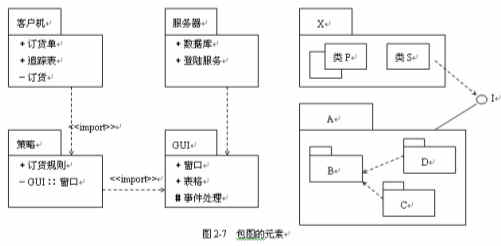 客户机
+订货单
+追踪表
-订货
服务器
+数据库
+登陆服务
X
类P
类S
I
<<import>>
策略
+订货规则
-GUI::窗口
<<import>>
GUI
+窗口
+表格
#事件处理
A
B
D
C
图 2-7 包图的元素